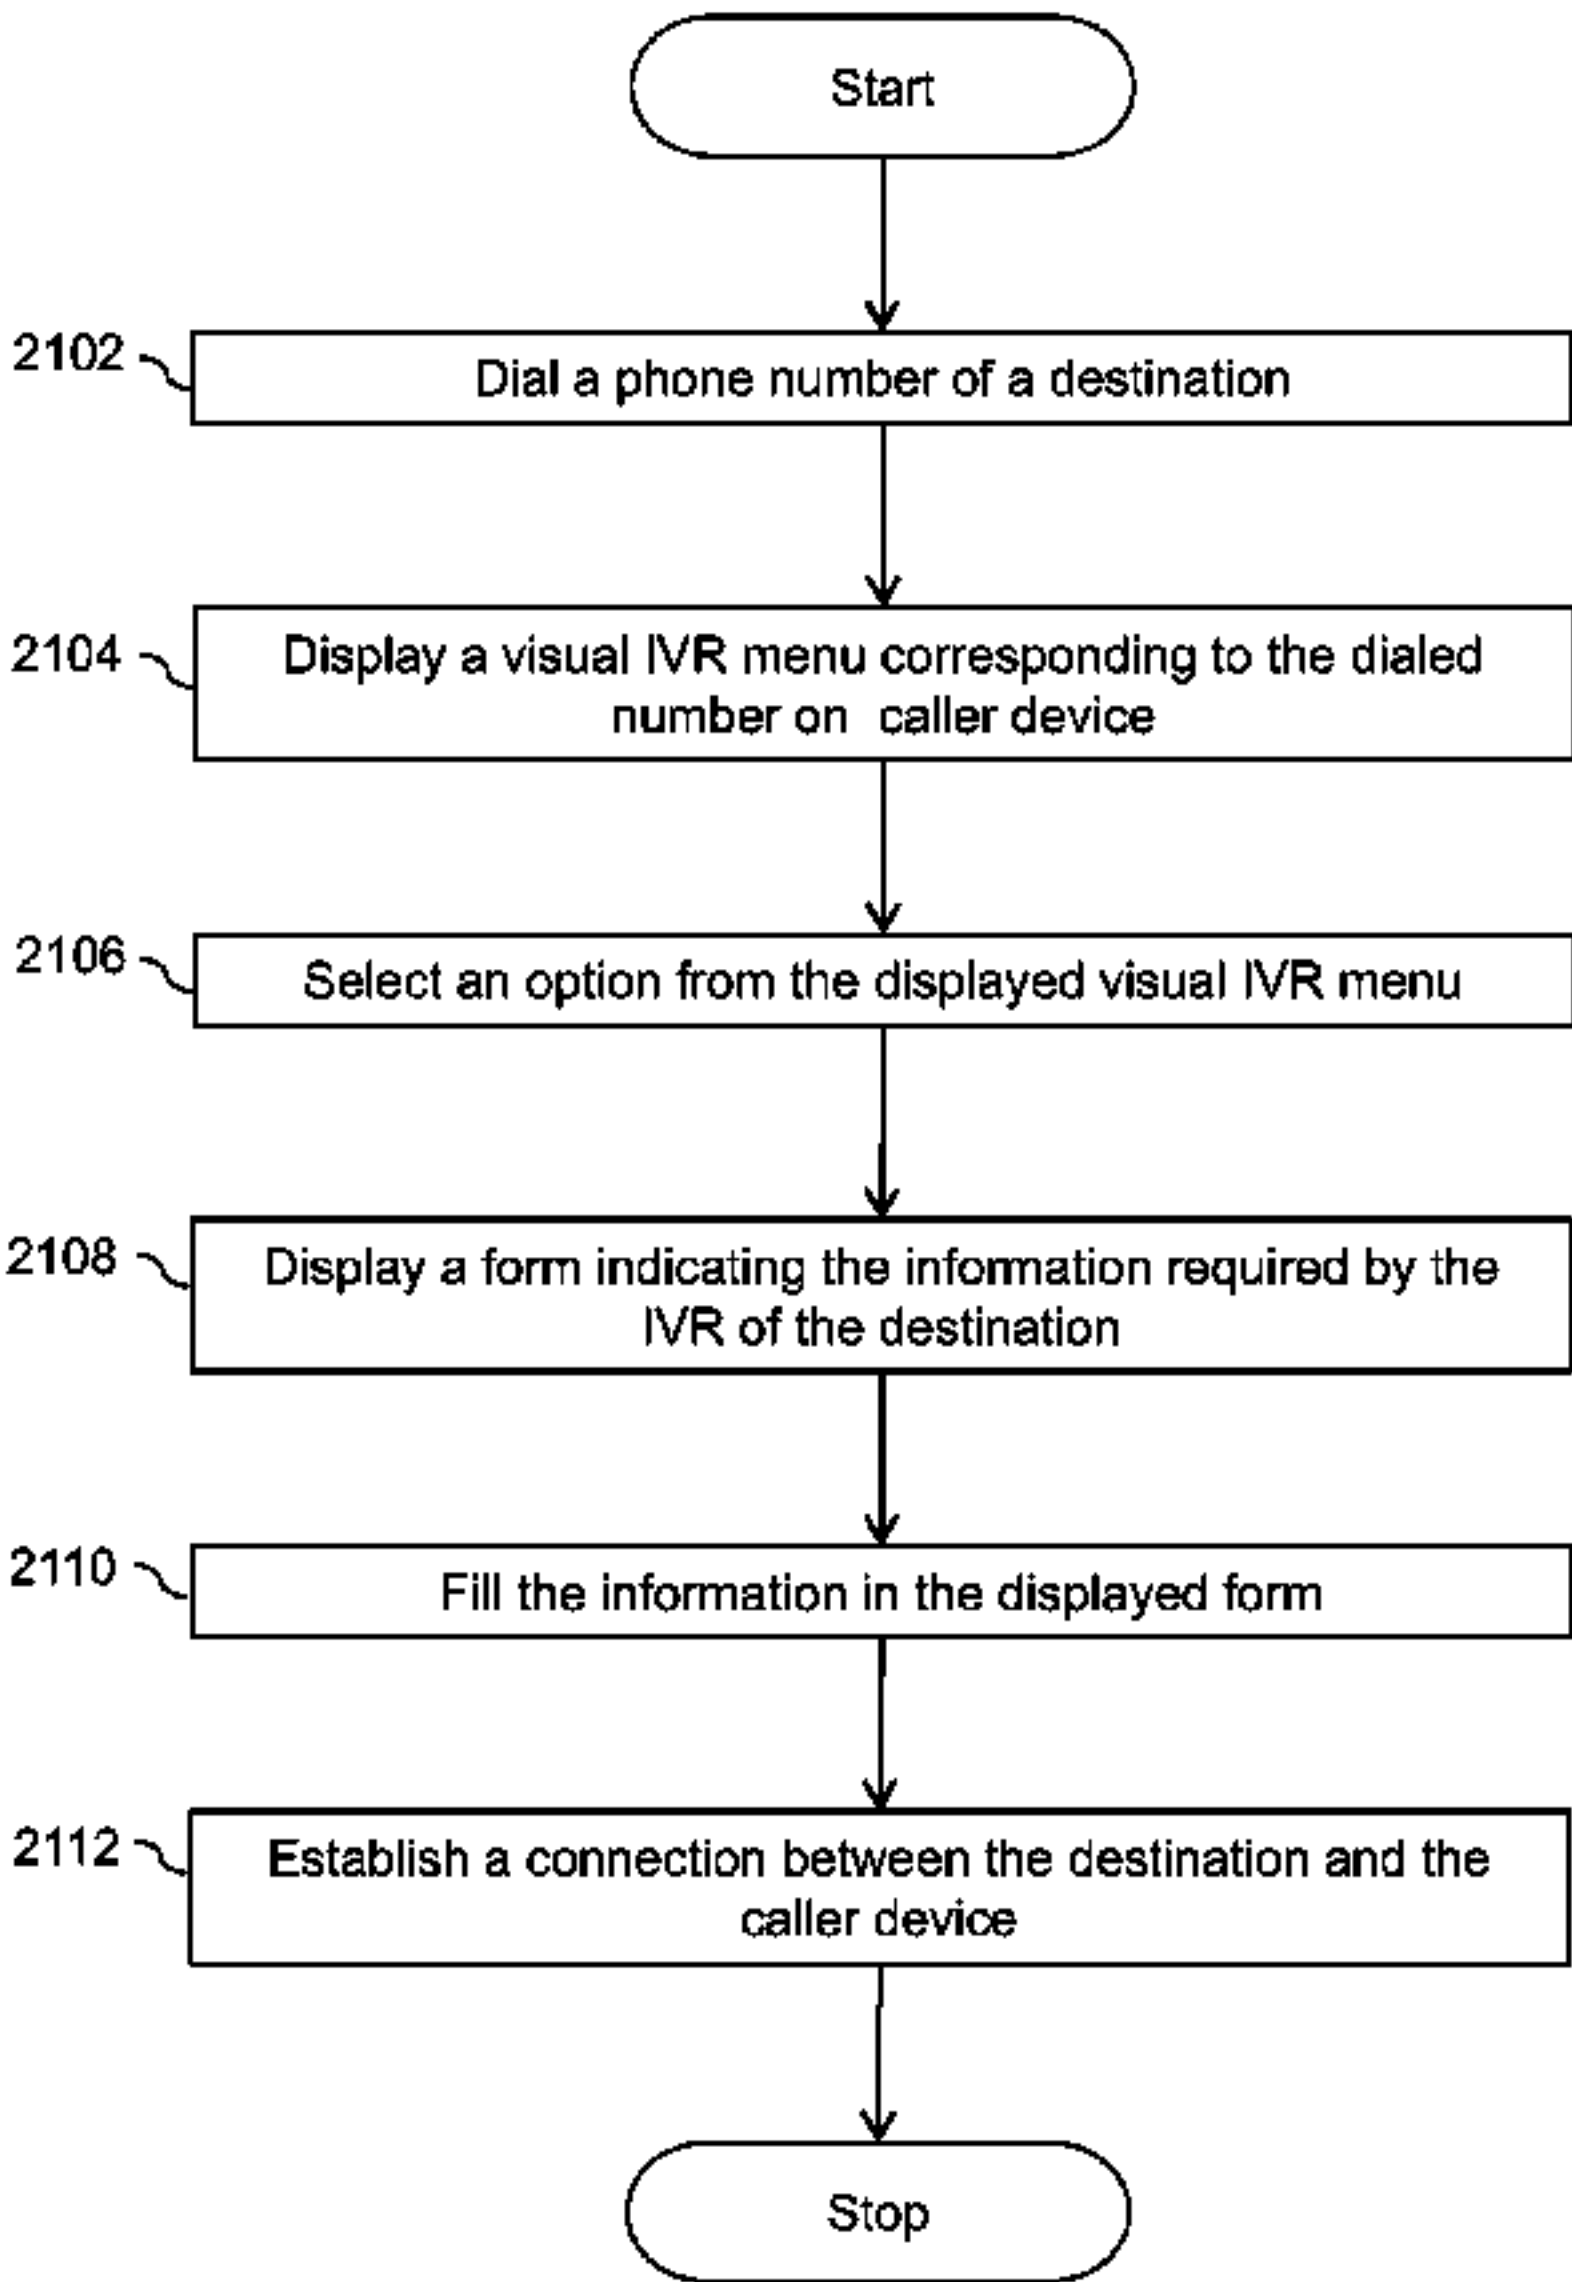 Start
2102
Dial a phone number of a destination
2104
Display a visual IVR menu corresponding to the dialed
number on caller device
2106
Select an option from the displayed visual IVR menu
2108
Display a form indicating the information required by the
IVR of the destination
2110
Fill the information in the displayed form
2112
Establish a connection between the destination and the
caller device
Stop